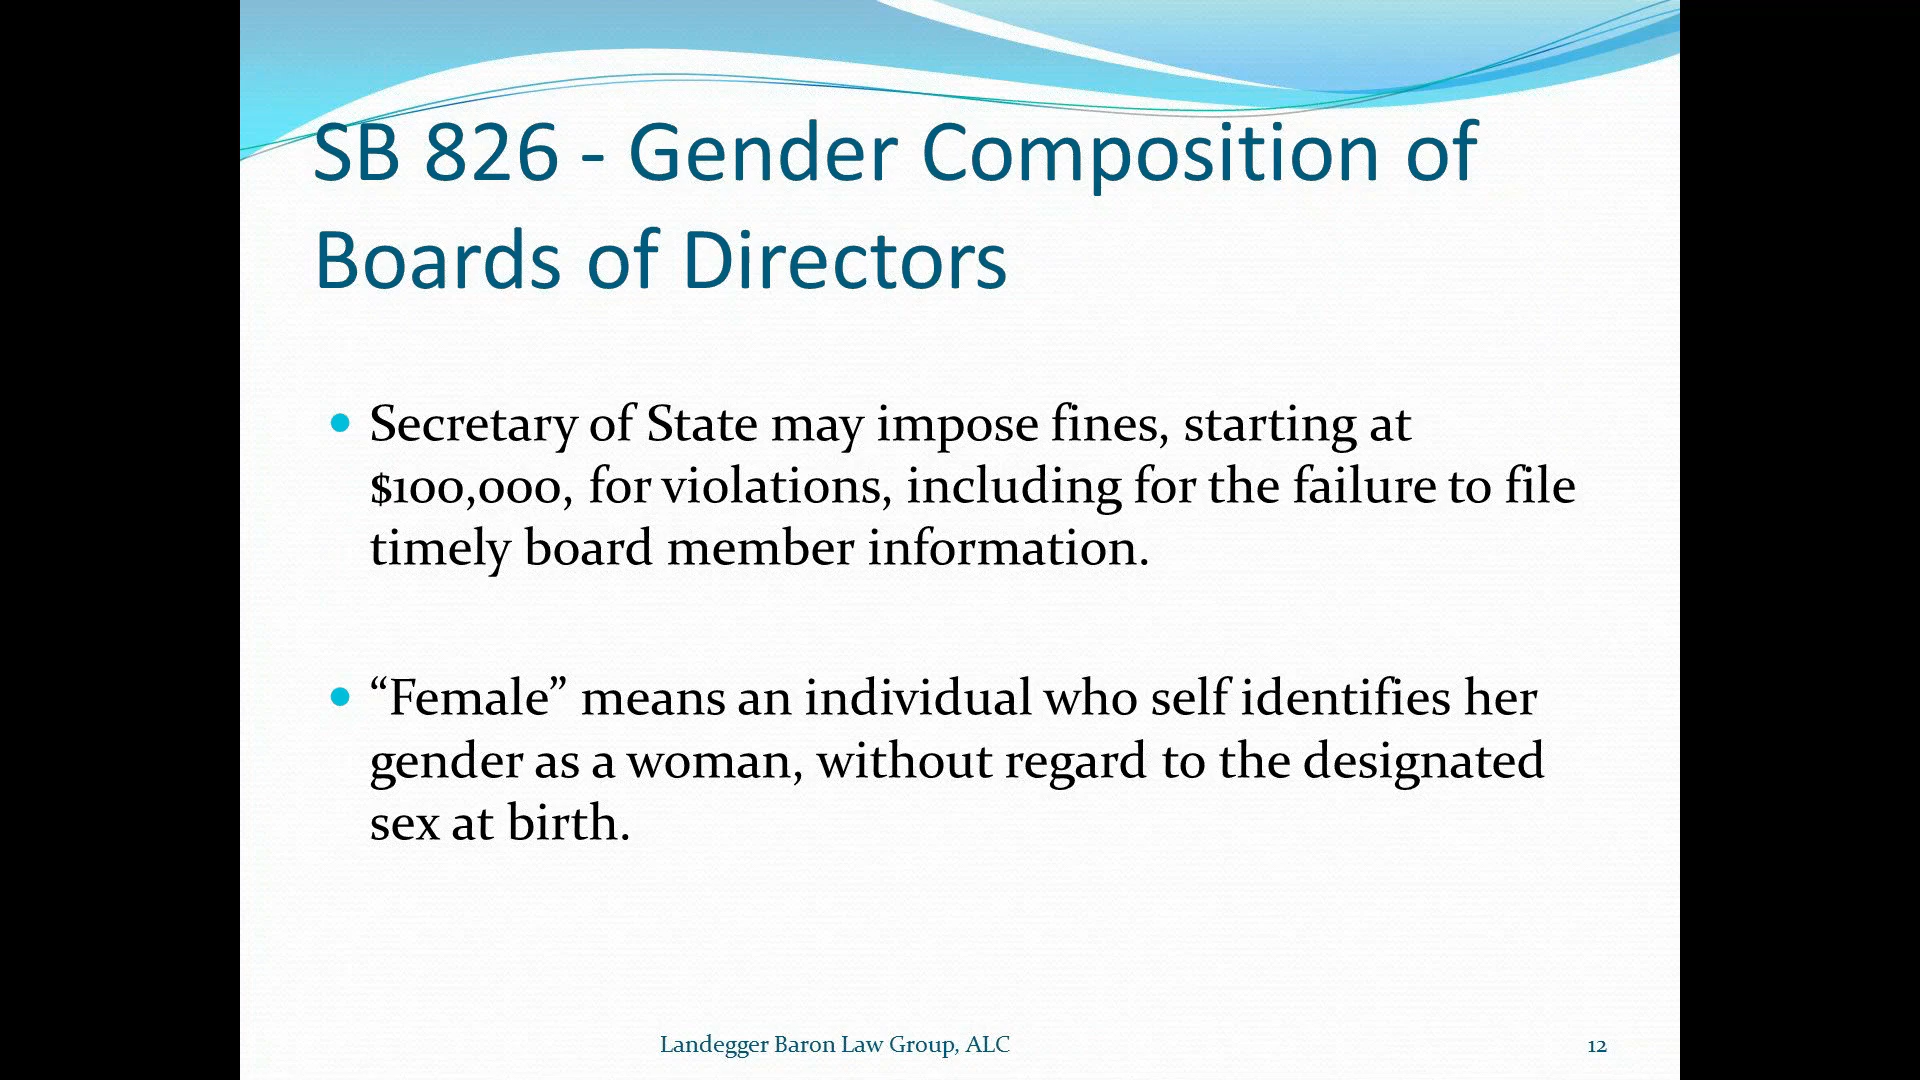 SB 826 - Gender Composition of
Boards of Directors
• Secretary of State may impose fines, starting at
$100,000, for violations, including for the failure to file
timely board member information.
• “Female” means an individual who self identifies her
gender as a woman, without regard to the designated
sex at birth.
Landegger Baron Law Group, ALC
12